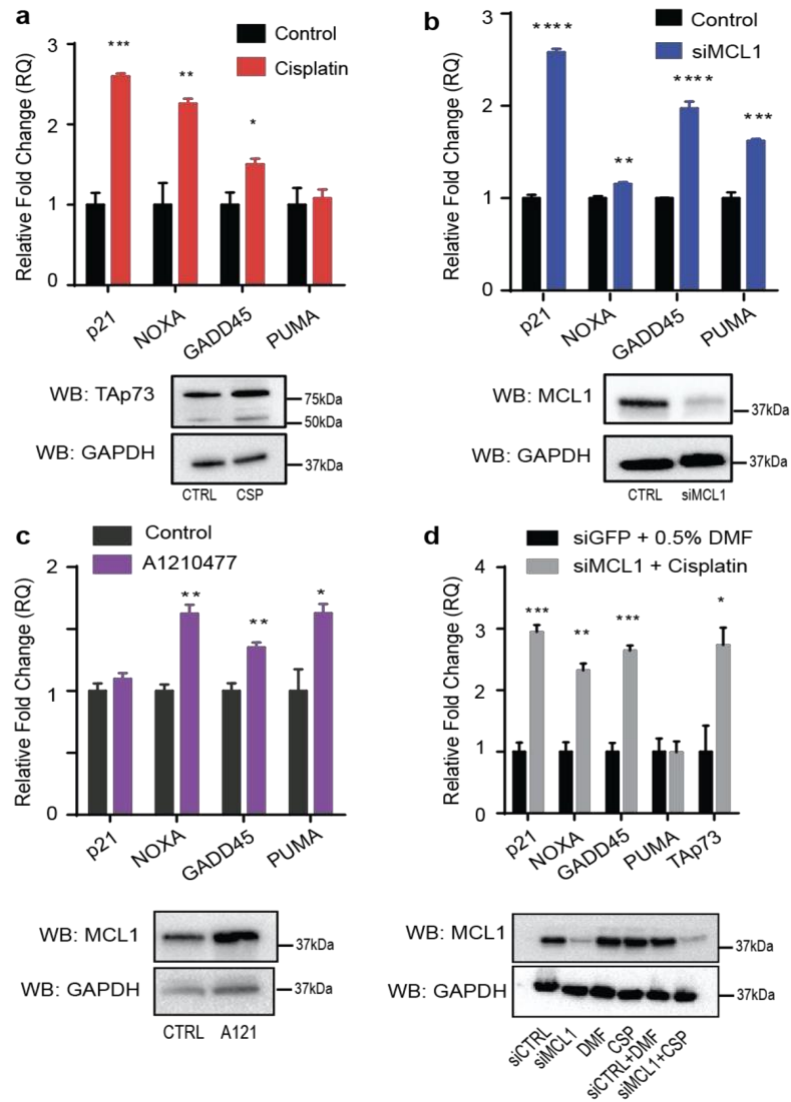 a
Control
Cisplatin
Relative Fold Change (RQ)
3
2
1
0
***
**
*
p21
NOXA
GADD45
PUMA
WB: TAp73
75kDa
50kDa
WB: GAPDH
37kDa
CTRL
CSP
b
Control
siMCL1
Relative Fold Change (RQ)
3
2
1
0
****
**
****
***
p21
NOXA
GADD45
PUMA
WB: MCL1
37kDa
WB: GAPDH
37kDa
CTRL
siMCL1
c
Control
A1210477
Relative Fold Change (RQ)
2
1
0
**
**
*
p21
NOXA
GADD45
PUMA
WB: MCL1
37kDa
WB: GAPDH
37kDa
CTRL
A121
d
siGFP + 0.5% DMF
siMCL1 + Cisplatin
Relative Fold Change (RQ)
4
3
2
1
0
***
**
***
*
p21
NOXA
GADD45
PUMA
TAp73
WB: MCL1
37kDa
WB: GAPDH
37kDa
siCTRL
siMCL1
DMF
CSP
siCTRL+DMF
siMCL1+CSP